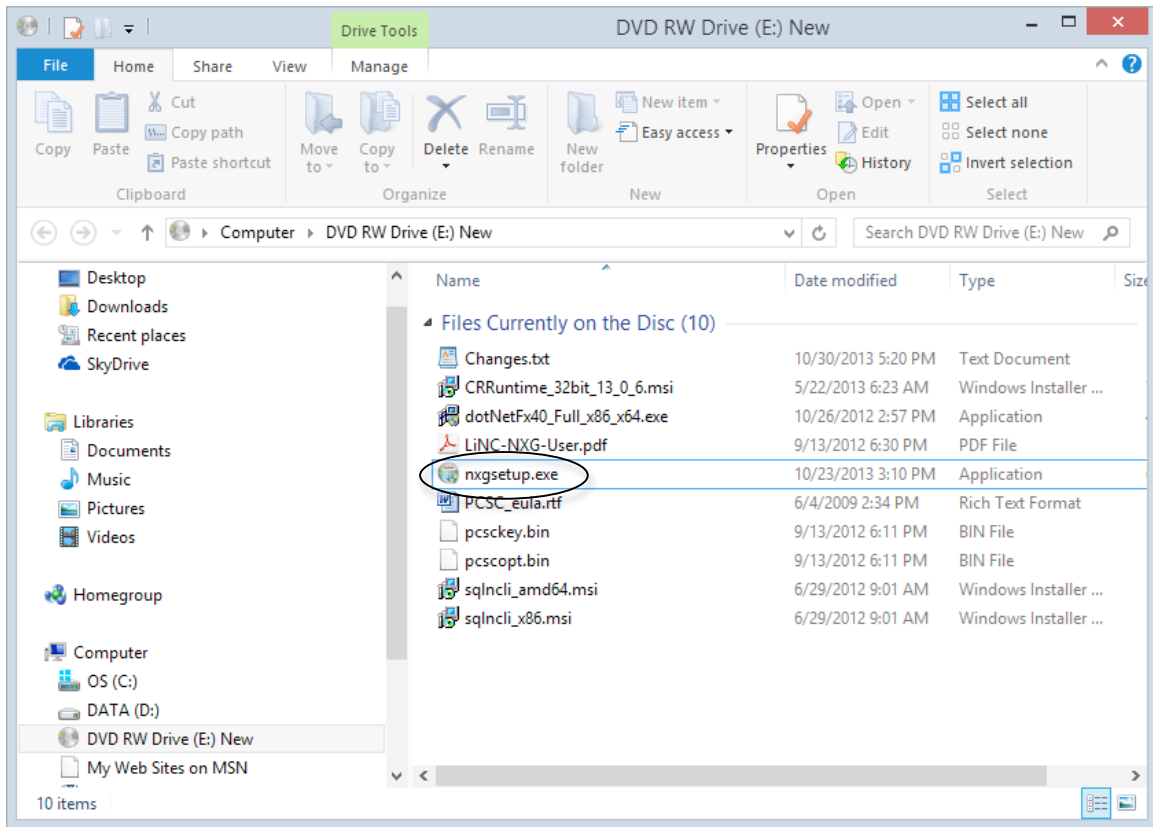 Drive Tools DVD RW Drive (E:) New
File Home Share View Manage
Copy Paste Cut Copy path Paste shortcut
Move to Copy to Delete Rename
New folder New item Easy access
Properties Open Edit History
Select all Select none Invert selection
Clipboard Organize New Open Select
Computer DVD RW Drive (E:) New Search DVD RW Drive (E:) New
Desktop
Downloads
Recent places
SkyDrive
Libraries
Documents
Music
Pictures
Videos
Homegroup
Computer
OS (C:)
DATA (D:)
DVD RW Drive (E:) New
My Web Sites on MSN
Name Date modified Type Size
Files Currently on the Disc (10)
Changes.txt 10/30/2013 5:20 PM Text Document
CRRuntime_32bit_13_0_6.msi 5/22/2013 6:23 AM Windows Installer ...
dotNetFx40_Full_x86_x64.exe 10/26/2012 2:57 PM Application
LiNC-NXG-User.pdf 9/13/2012 6:30 PM PDF File
nxgsetup.exe 10/23/2013 3:10 PM Application
PCSC_eula.rtf 6/4/2009 2:34 PM Rich Text Format
pcsckey.bin 9/13/2012 6:11 PM BIN File
pcscopt.bin 9/13/2012 6:11 PM BIN File
sqlncli_amd64.msi 6/29/2012 9:01 AM Windows Installer ...
sqlncli_x86.msi 6/29/2012 9:01 AM Windows Installer ...
10 items